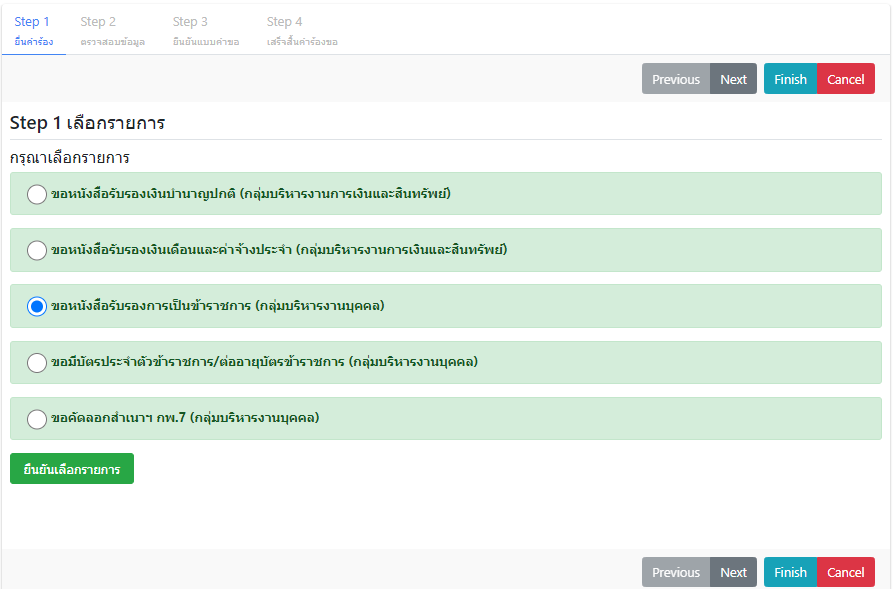 Step 1 Step 2 Step 3 Step 4
ยื่นคำร้อง ตรวจสอบข้อมูล ยืนยันแบบคำขอ เสร็จสิ้นคำร้องขอ
Previous Next Finish Cancel
Step 1 เลือกรายการ
กรุณาเลือกรายการ
ขอหนังสือรับรองเงินบำนาญปกติ (กลุ่มบริหารงานการเงินและสินทรัพย์)
ขอหนังสือรับรองเงินเดือนและค่าจ้างประจำ (กลุ่มบริหารงานการเงินและสินทรัพย์)
ขอหนังสือรับรองการเป็นข้าราชการ (กลุ่มบริหารงานบุคคล)
ขอมีบัตรประจำตัวข้าราชการ/ต่ออายุบัตรข้าราชการ (กลุ่มบริหารงานบุคคล)
ขอคัดลอกสำเนาฯ กพ.7 (กลุ่มบริหารงานบุคคล)
ยืนยันเลือกรายการ
Previous Next Finish Cancel